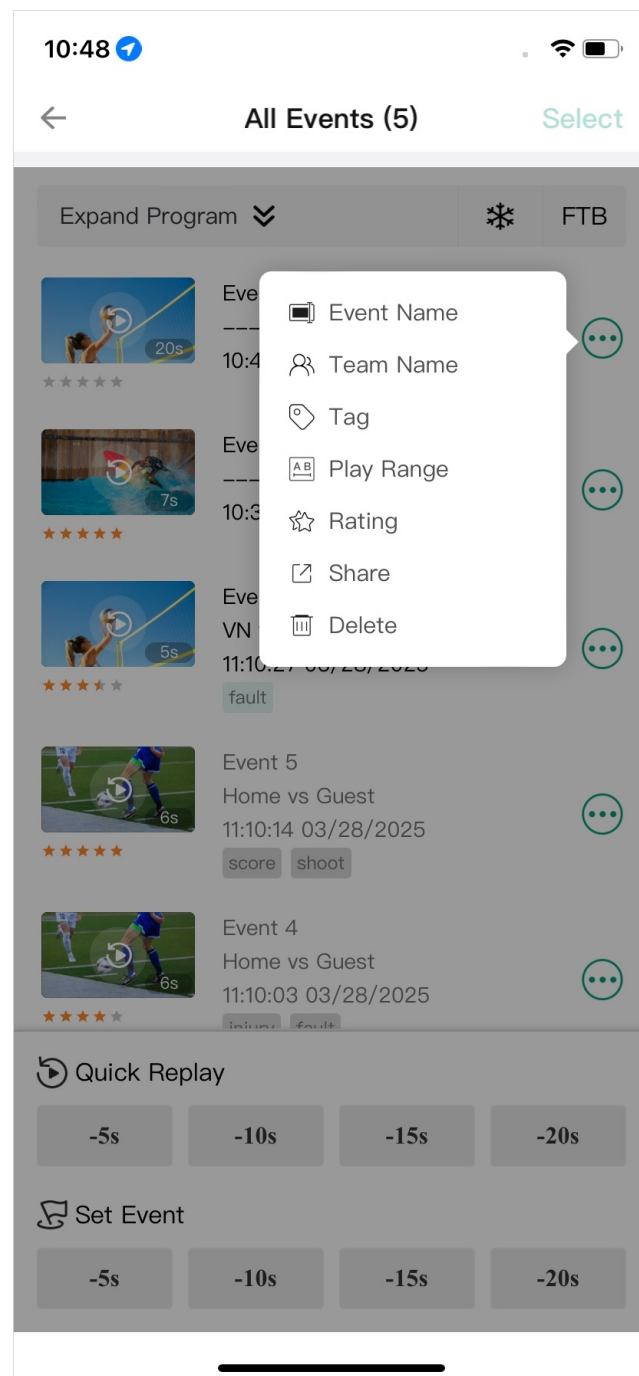 10:48
All Events (5)
Select
Expand Program
FTB
20s
Event Name
Team Name
Tag
Play Range
Rating
Share
Delete
7s
5s
VN
fault
Event 5
Home vs Guest
6s
11:10:14 03/28/2025
score shoot
Event 4
Home vs Guest
6s
11:10:03 03/28/2025
injury fault
Quick Replay
-5s -10s -15s -20s
Set Event
-5s -10s -15s -20s